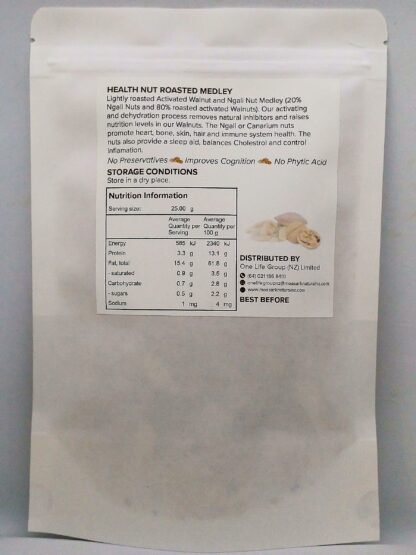 HEALTH NUT ROASTED MEDLEY
Lightly roasted Activated Walnut and Ngali Nut Medley (20%
Ngali Nuts and 80% roasted activated Walnuts). Our activating
and dehydration process removes natural inhibitors and raises
nutrition levels in our Walnuts. The Ngali or Canarium nuts
promote heart, bone, skin, hair and immune system health. The
nuts also provide a sleep aid, balances Cholestrol and control
inflamation.
No Preservatives Improves Cognition No Phytic Acid
STORAGE CONDITIONS
Store in a dry place.
Nutrition Information
Serving size: 25.00 g
Average Quantity per Serving Average Quantity per 100 g
Energy 585 kJ 2340 kJ
Protein 3.3 g 13.1 g
Fat, total 15.4 g 61.8 g
- saturated 0.9 g 3.5 g
Carbohydrate 0.7 g 2.8 g
- sugars 0.5 g 2.2 g
Sodium 1 mg 4 mg
DISTRIBUTED BY
One Life Group (NZ) Limited
BEST BEFORE